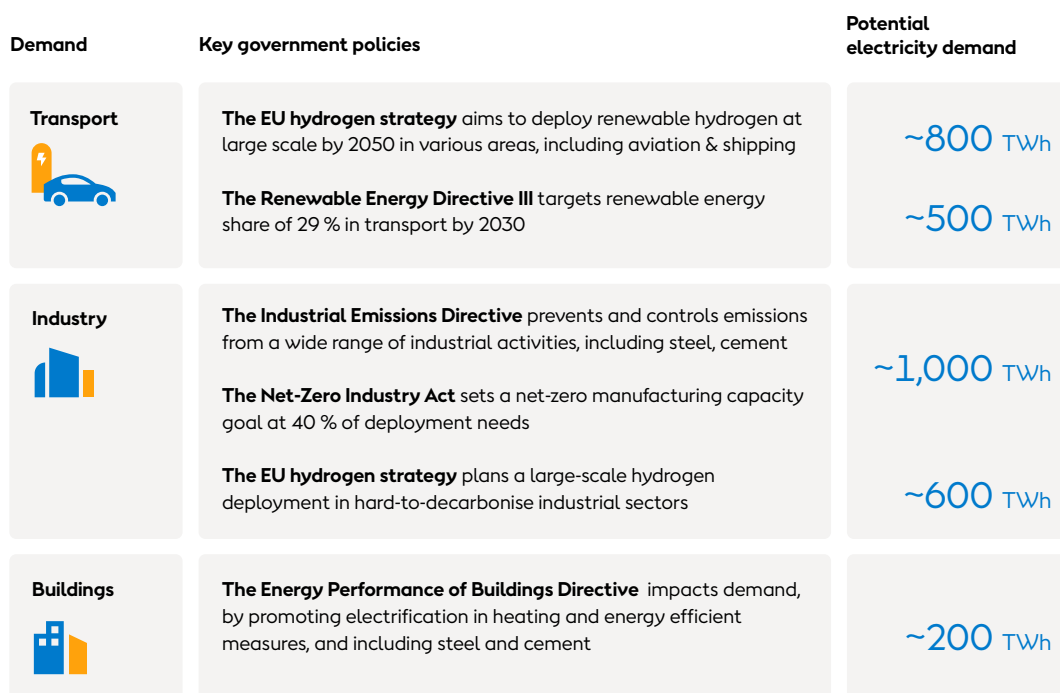 Demand
Key government policies
Potential
electricity demand
Transport
The EU hydrogen strategy aims to deploy renewable hydrogen at
large scale by 2050 in various areas, including aviation & shipping
~800 TWh
The Renewable Energy Directive III targets renewable energy
share of 29 % in transport by 2030
~500 TWh
Industry
The Industrial Emissions Directive prevents and controls emissions
from a wide range of industrial activities, including steel, cement
~1,000 TWh
The Net-Zero Industry Act sets a net-zero manufacturing capacity
goal at 40 % of deployment needs
The EU hydrogen strategy plans a large-scale hydrogen
deployment in hard-to-decarbonise industrial sectors
~600 TWh
Buildings
The Energy Performance of Buildings Directive impacts demand,
by promoting electrification in heating and energy efficient
measures, and including steel and cement
~200 TWh